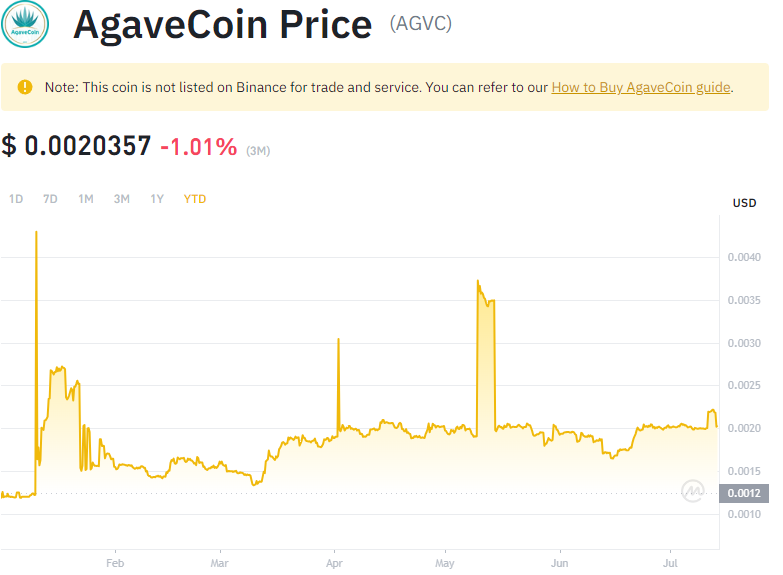 AgaveCoin
AgaveCoin Price (AGVC)
Note: This coin is not listed on Binance for trade and service. You can refer to our How to Buy AgaveCoin guide.
$ 0.0020357 -1.01% (3M)
1D 7D 1M 3M 1Y YTD
USD
0.0040
0.0035
0.0030
0.0025
0.0020
0.0015
0.0012
0.0010
Feb Mar Apr May Jun Jul